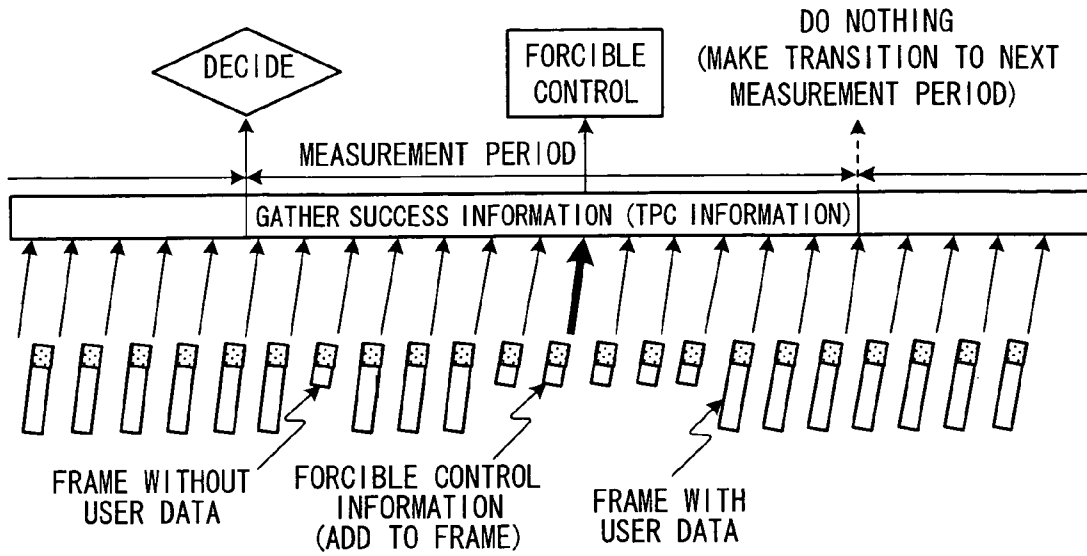 DECIDE
FORCIBLE
CONTROL
DO NOTHING
(MAKE TRANSITION TO NEXT
MEASUREMENT PERIOD)
MEASUREMENT PERIOD
GATHER SUCCESS INFORMATION (TPC INFORMATION)
FRAME WITHOUT
USER DATA
FORCIBLE CONTROL
INFORMATION
(ADD TO FRAME)
FRAME WITH
USER DATA